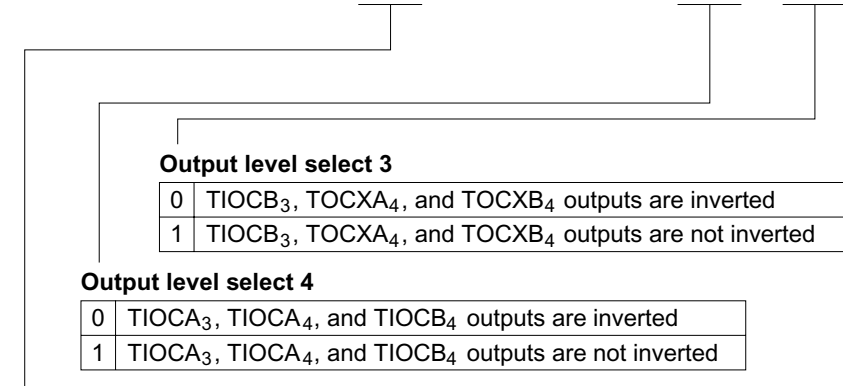 Output level select 3
0 TIOCB₃, TOCXA₄, and TOCXB₄ outputs are inverted
1 TIOCB₃, TOCXA₄, and TOCXB₄ outputs are not inverted
Output level select 4
0 TIOCA₃, TIOCA₄, and TIOCB₄ outputs are inverted
1 TIOCA₃, TIOCA₄, and TIOCB₄ outputs are not inverted